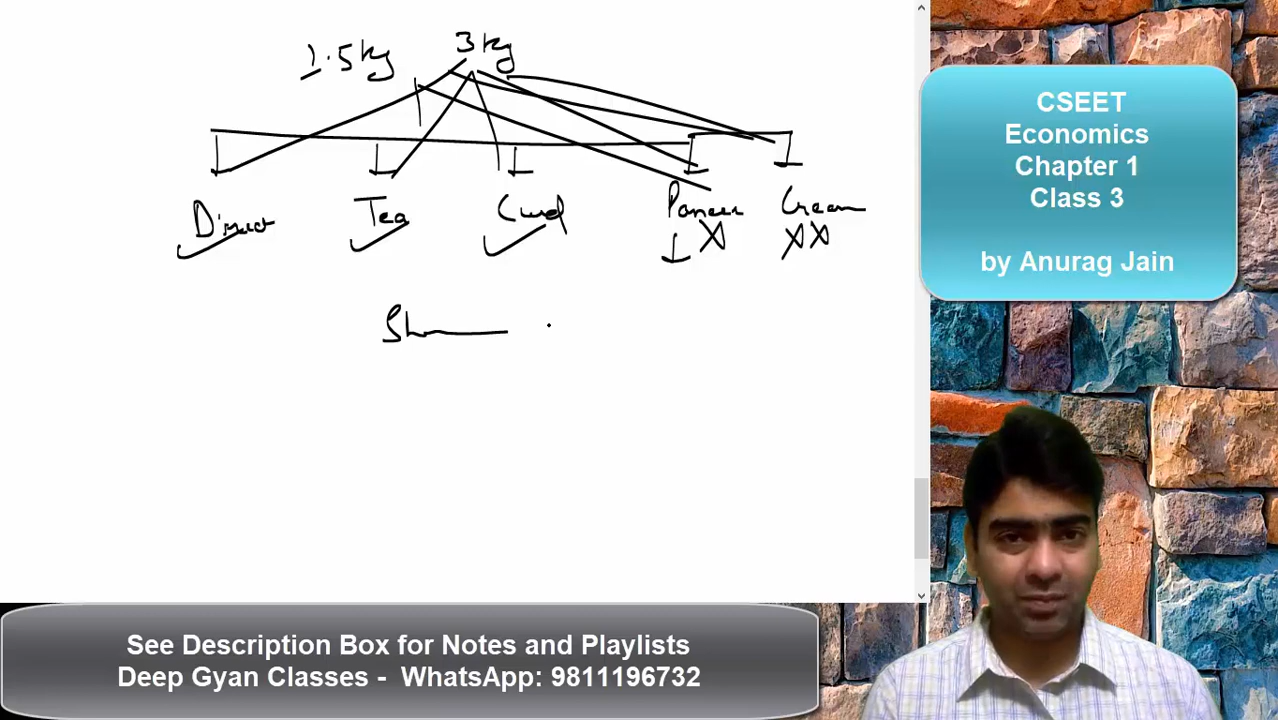 1.5kg 3kg
Direct Tea Curd Paneer Cream
CSEET
Economics
Chapter 1
Class 3
by Anurag Jain
See Description Box for Notes and Playlists
Deep Gyan Classes - WhatsApp: 9811196732